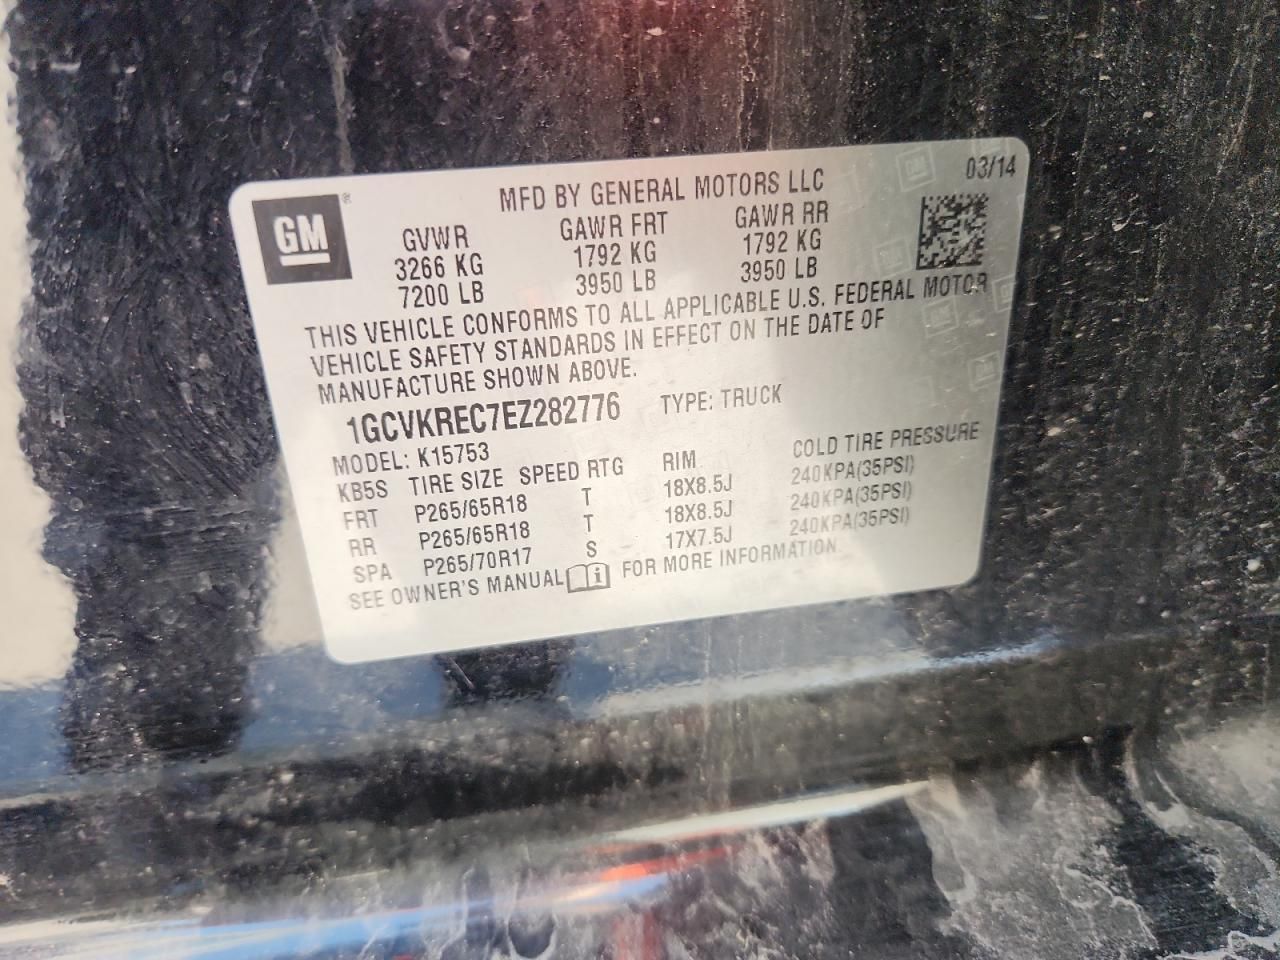 GM ®
MFD BY GENERAL MOTORS LLC 03/14
GVWR GAWR FRT GAWR RR
3266 KG 1792 KG 1792 KG
7200 LB 3950 LB 3950 LB
THIS VEHICLE CONFORMS TO ALL APPLICABLE U.S. FEDERAL MOTOR
VEHICLE SAFETY STANDARDS IN EFFECT ON THE DATE OF
MANUFACTURE SHOWN ABOVE.
1GCVKREC7EZ282776 TYPE: TRUCK
MODEL: K15753
KB5S TIRE SIZE SPEED RTG RIM COLD TIRE PRESSURE
FRT P265/65R18 T 18X8.5J 240KPA(35PSI)
RR P265/65R18 T 18X8.5J 240KPA(35PSI)
SPA P265/70R17 S 17X7.5J 240KPA(35PSI)
SEE OWNER'S MANUAL FOR MORE INFORMATION